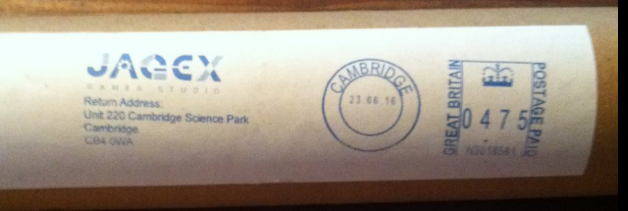 JAGEX
GAMES STUDIO
Return Address:
Unit 220 Cambridge Science Park
Cambridge
CB4 0WA
CAMBRIDGE
23.06.16
GREAT BRITAIN
0475
POSTAGE PAID